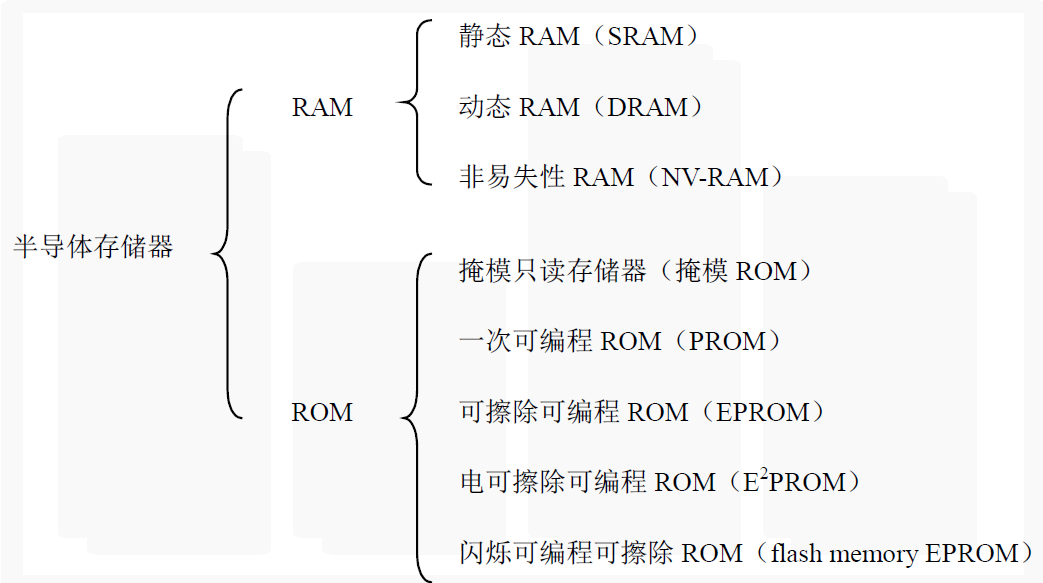 半导体存储器
RAM
静态 RAM（SRAM）
动态 RAM（DRAM）
非易失性 RAM（NV-RAM）
ROM
掩模只读存储器（掩模 ROM）
一次可编程 ROM（PROM）
可擦除可编程 ROM（EPROM）
电可擦除可编程 ROM（E²PROM）
闪烁可编程可擦除 ROM（flash memory EPROM）